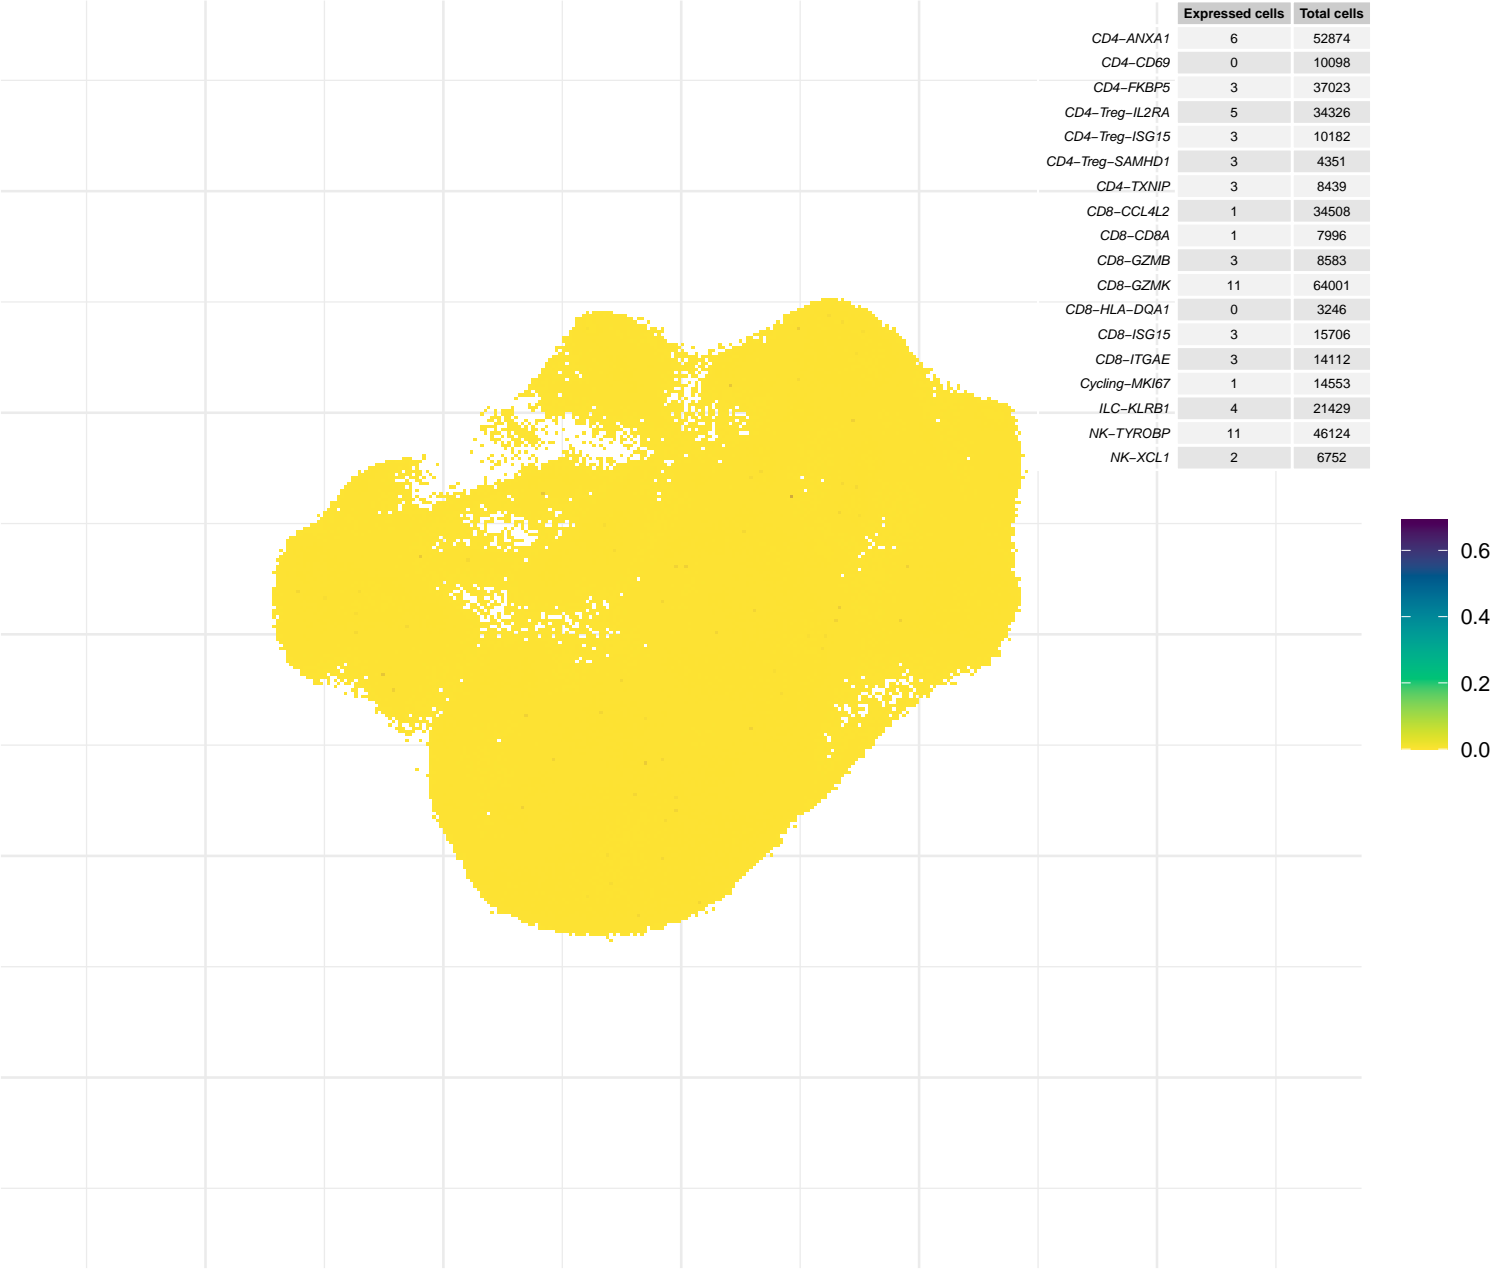 Expressed cells Total cells
CD4−ANXA1 6 52874
CD4−CD69 0 10098
CD4−FKBP5 3 37023
CD4−Treg−IL2RA 5 34326
CD4−Treg−ISG15 3 10182
CD4−Treg−SAMHD1 3 4351
CD4−TXNIP 3 8439
CD8−CCL4L2 1 34508
CD8−CD8A 1 7996
CD8−GZMB 3 8583
CD8−GZMK 11 64001
CD8−HLA−DQA1 0 3246
CD8−ISG15 3 15706
CD8−ITGAE 3 14112
Cycling−MKI67 1 14553
ILC−KLRB1 4 21429
NK−TYROBP 11 46124
NK−XCL1 2 6752
0.6
0.4
0.2
0.0